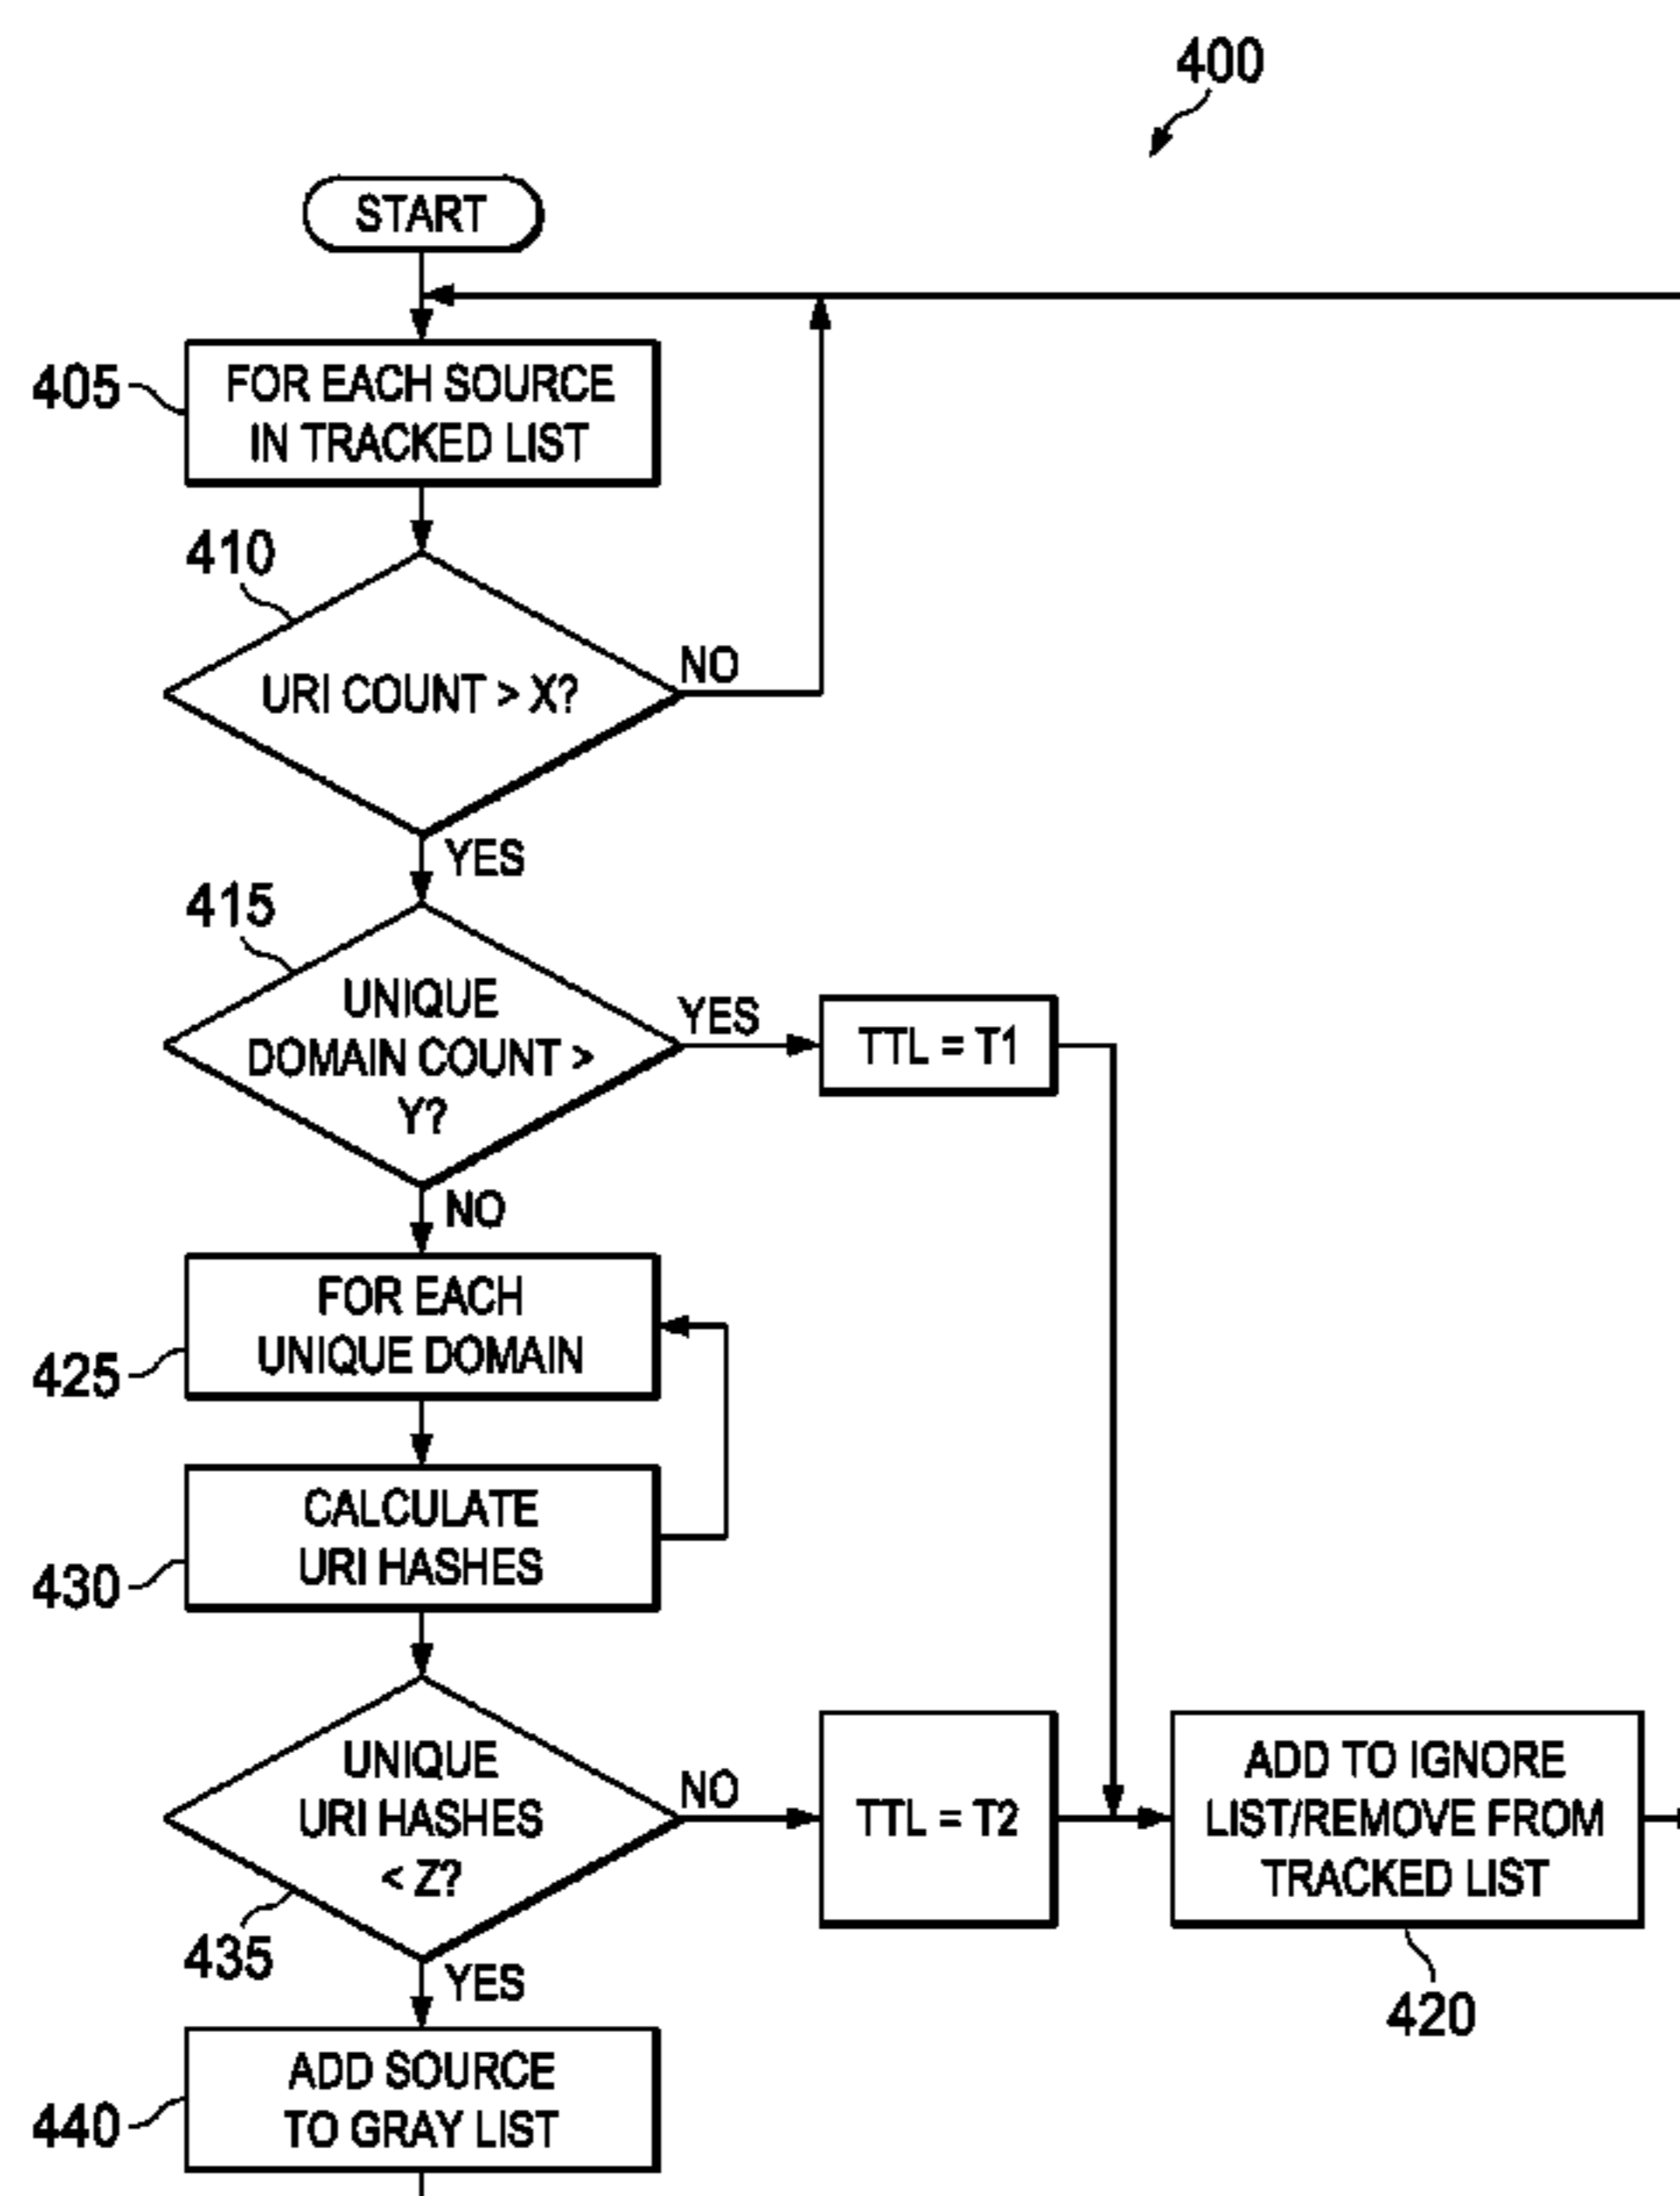 400
START
405
FOR EACH SOURCE
IN TRACKED LIST
410
URI COUNT > X?
NO
YES
415
UNIQUE
DOMAIN COUNT >
Y?
YES
TTL = T1
NO
425
FOR EACH
UNIQUE DOMAIN
430
CALCULATE
URI HASHES
435
UNIQUE
URI HASHES
< Z?
NO
TTL = T2
ADD TO IGNORE
LIST/REMOVE FROM
TRACKED LIST
420
YES
440
ADD SOURCE
TO GRAY LIST